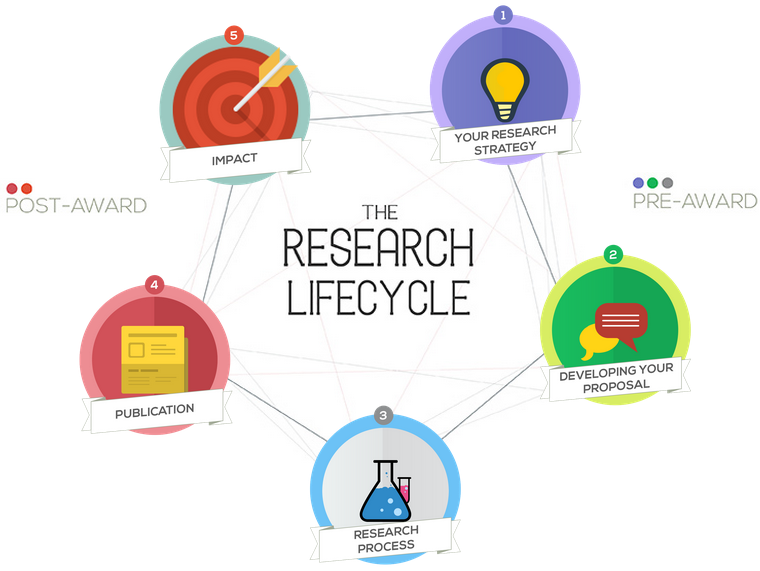 THE
RESEARCH
LIFECYCLE
1
YOUR RESEARCH
STRATEGY
2
DEVELOPING YOUR
PROPOSAL
3
RESEARCH
PROCESS
4
PUBLICATION
5
IMPACT
POST-AWARD
PRE-AWARD